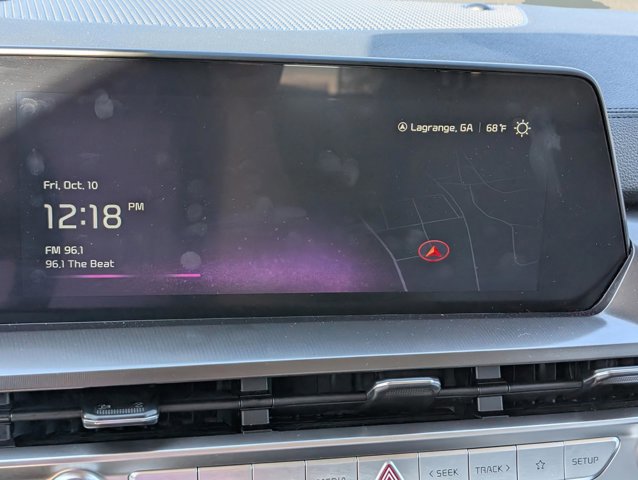 Lagrange, GA | 68°F
Fri, Oct. 10
12:18 PM
FM 96.1
96.1 The Beat
MEDIA
< SEEK
TRACK >
SETUP